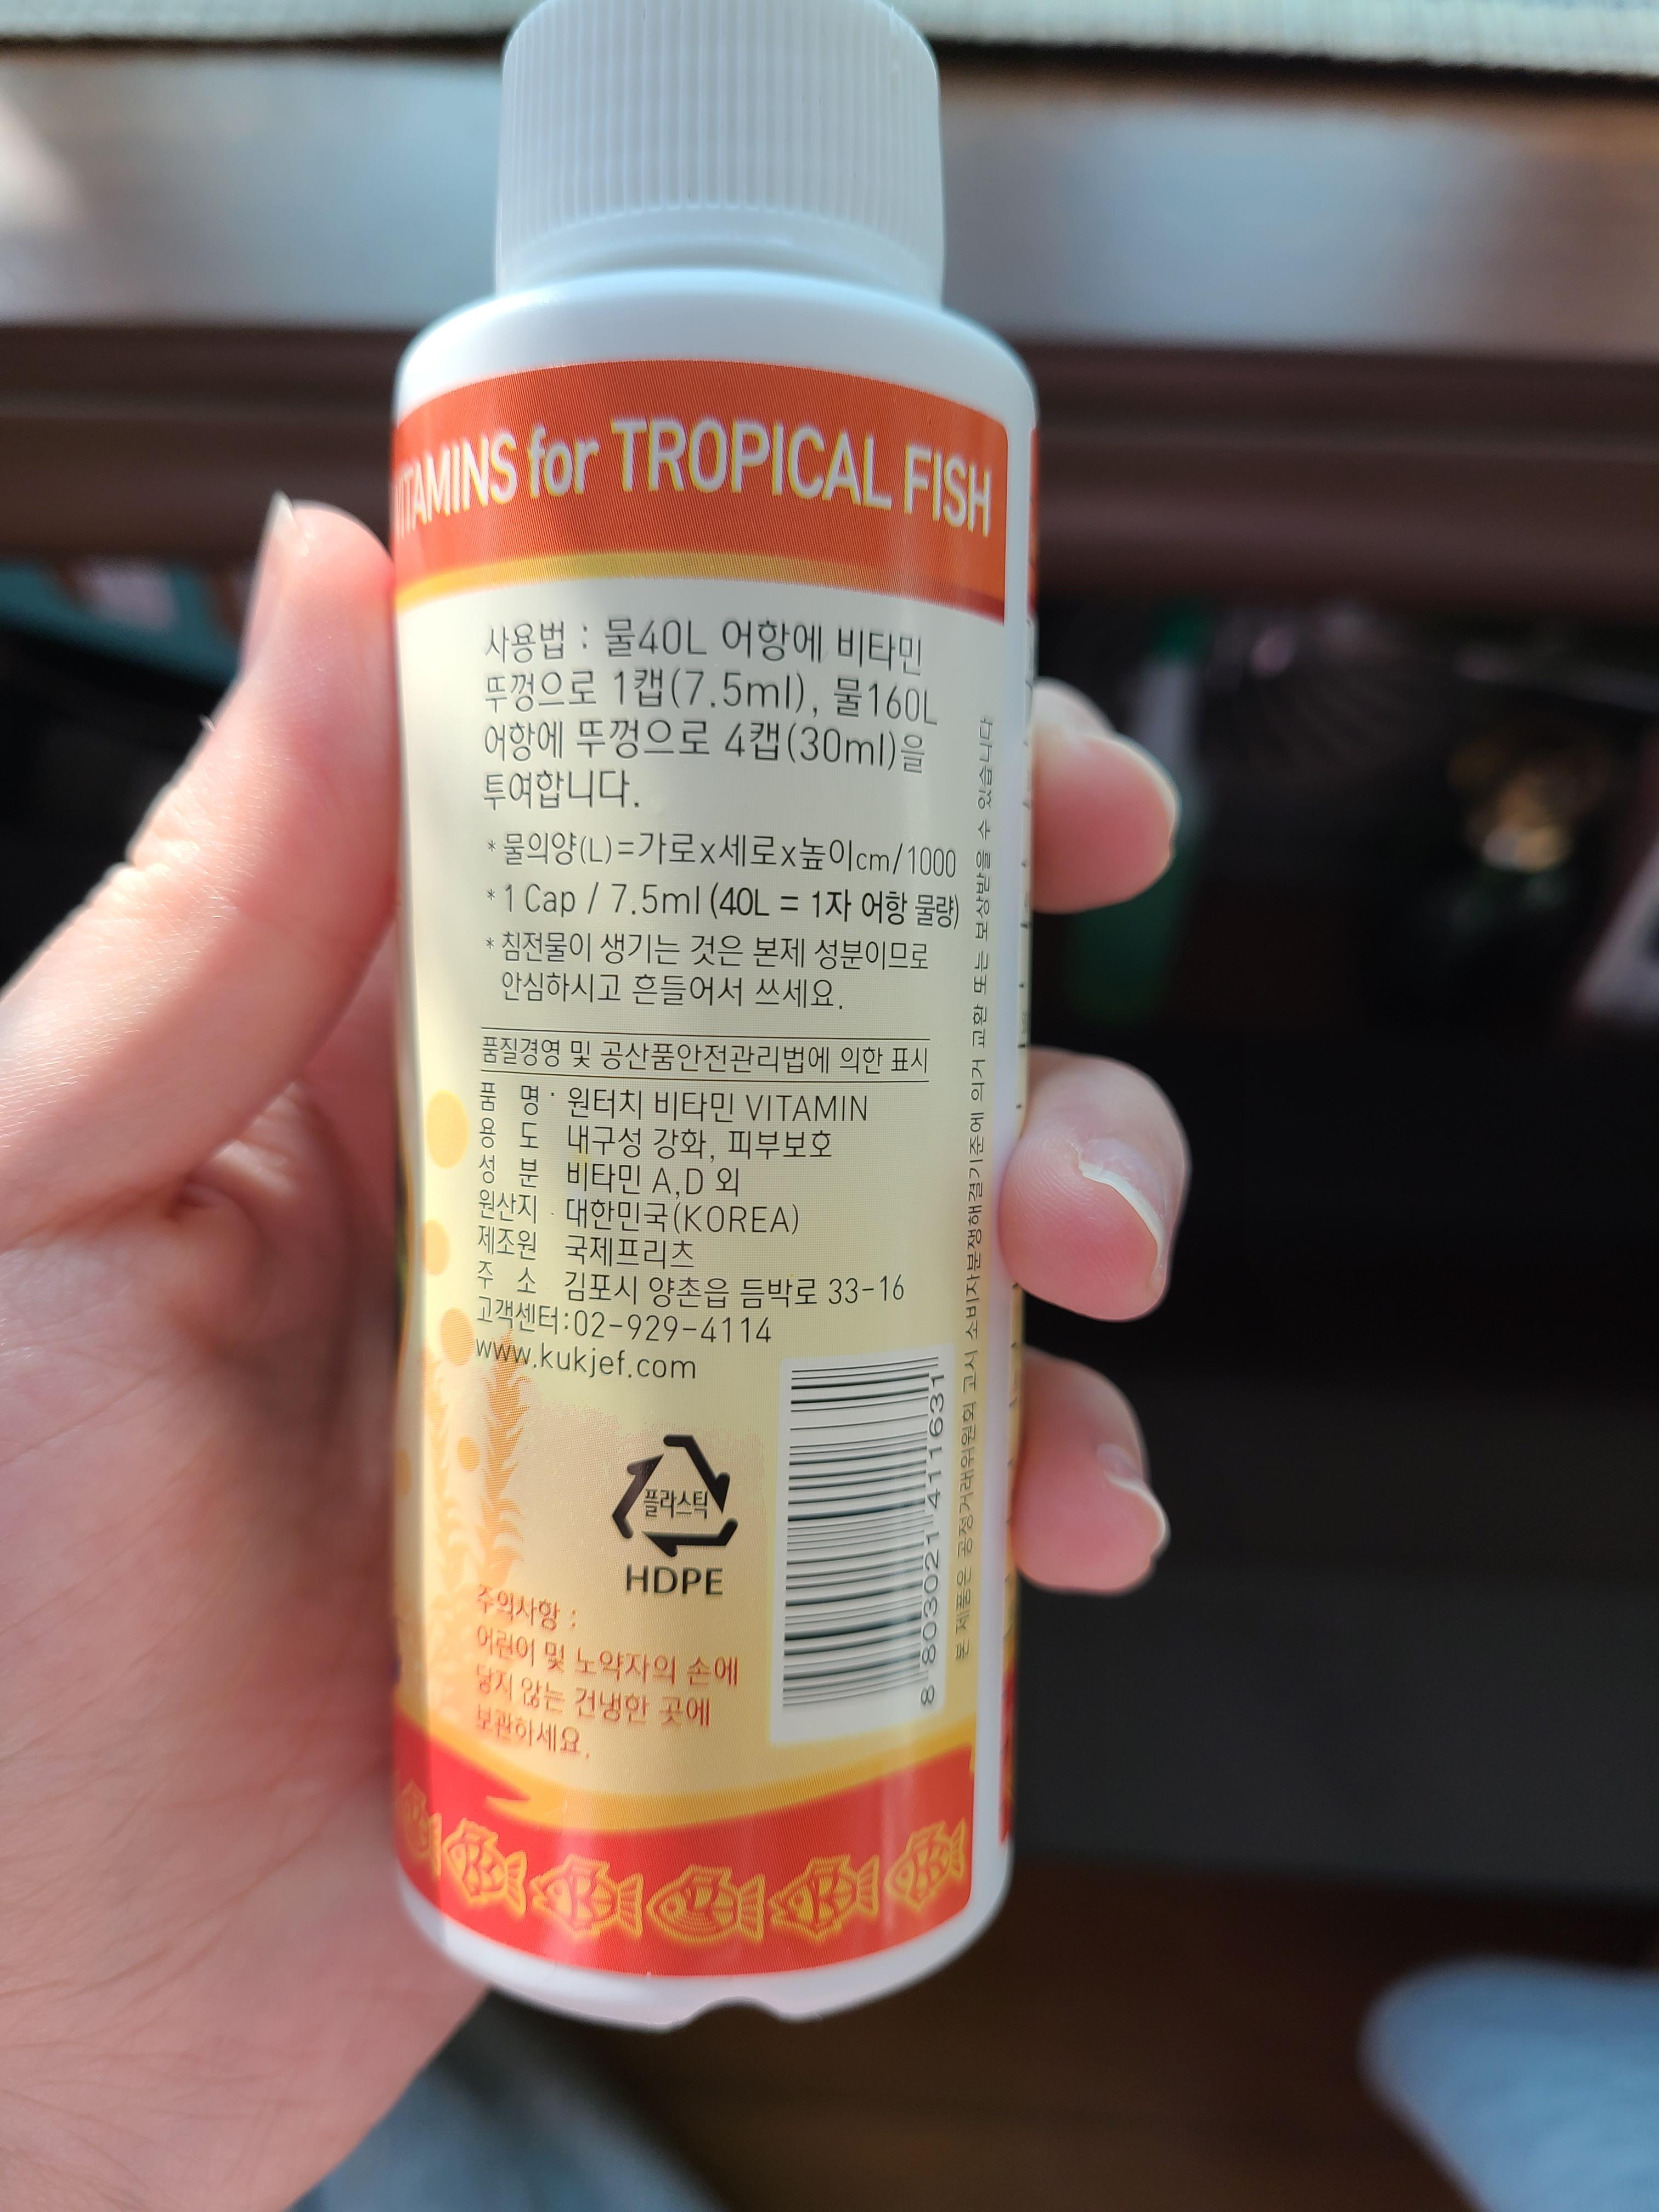 VITAMINS for TROPICAL FISH
사용법 : 물40L 어항에 비타민
뚜껑으로 1캡(7.5ml), 물160L
어항에 뚜껑으로 4캡(30ml)을
투여합니다.
* 물의양(L)=가로x세로x높이cm/1000
* 1 Cap / 7.5ml (40L = 1자 어항 물량)
* 침전물이 생기는 것은 본제 성분이므로
안심하시고 흔들어서 쓰세요.
품질경영 및 공산품안전관리법에 의한 표시
품 명 · 원터치 비타민 VITAMIN
용 도 내구성 강화, 피부보호
성 분 비타민 A,D 외
원산지 · 대한민국(KOREA)
제조원 국제프리츠
주 소 김포시 양촌읍 듬박로 33-16
고객센터:02-929-4114
www.kukjef.com
플라스틱
HDPE
주의사항 :
어린이 및 노약자의 손에
닿지 않는 건냉한 곳에
보관하세요.
8 803021 411631
본 제품은 공정거래위원회 고시 소비자분쟁해결기준에 의거 교환 또는 보상받을 수 있습니다